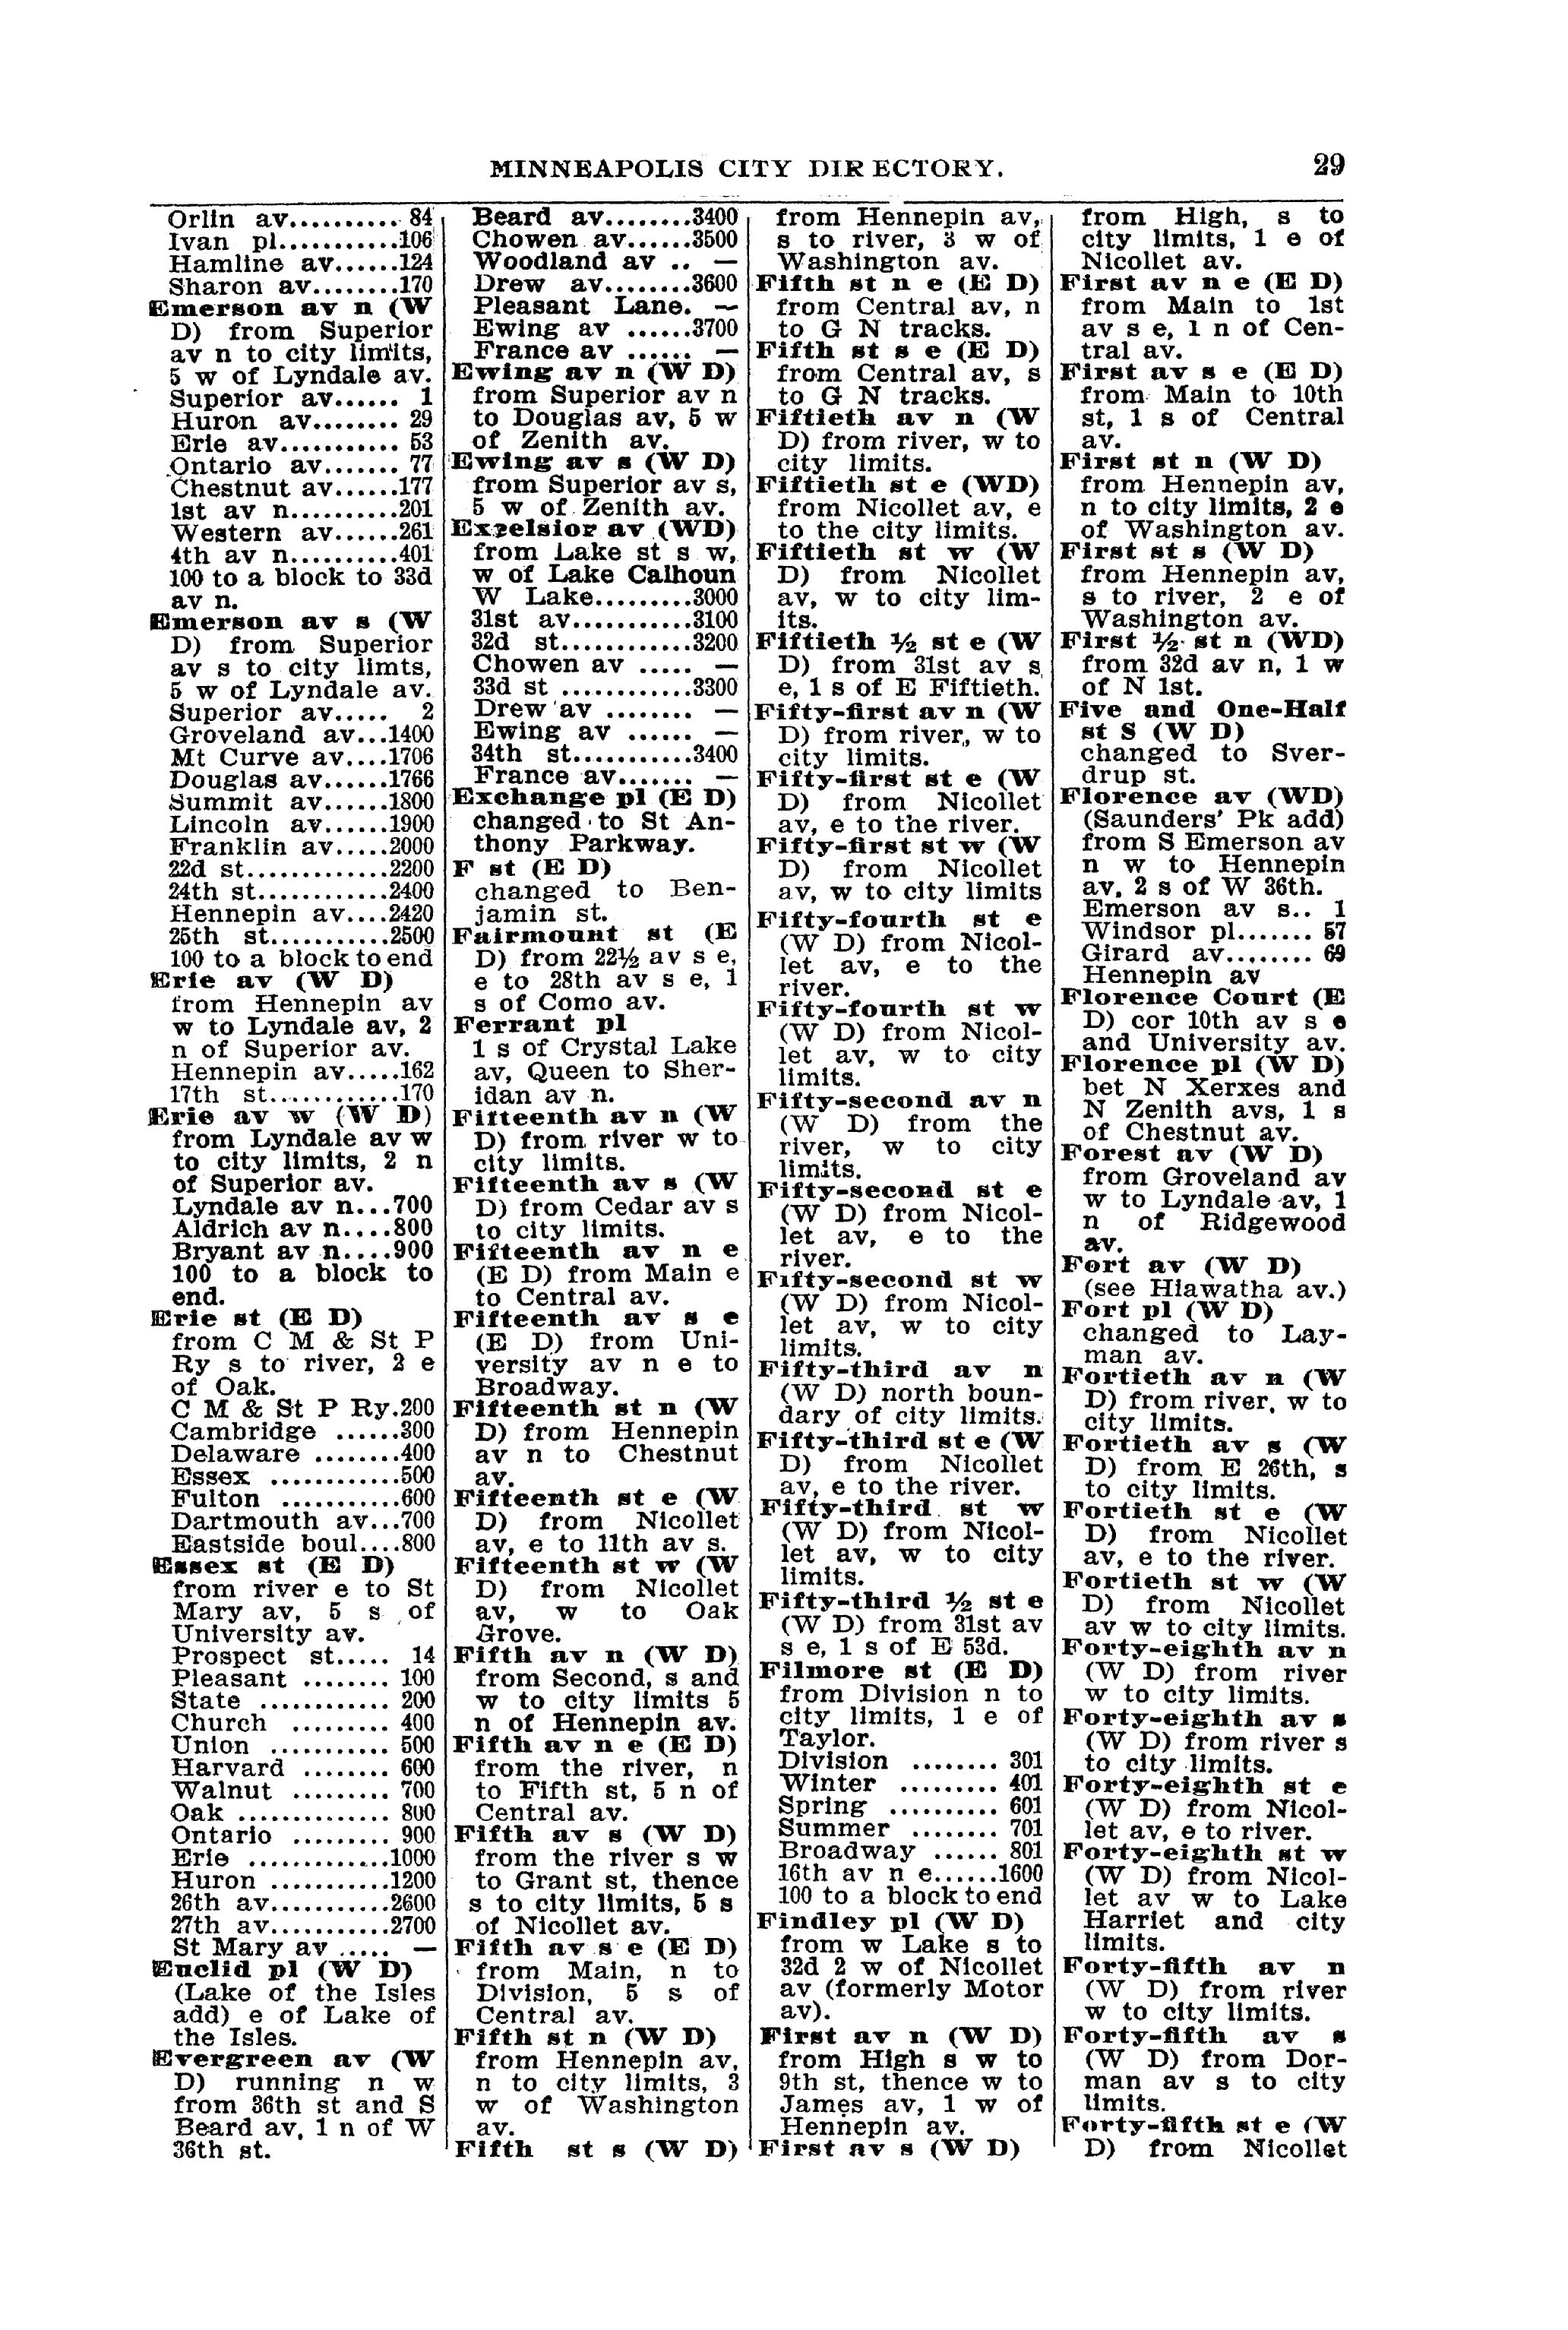 MINNEAPOLIS CITY DIRECTORY.
29
Orlin av.......... 84
Ivan pl...........106
Hamline av......124
Sharon av........170
Emerson av n (W
D) from Superior
av n to city limits,
5 w of Lyndale av.
Superior av...... 1
Huron av........ 29
Erie av........... 53
Ontario av....... 77
Chestnut av......177
1st av n..........201
Western av......261
4th av n..........401
100 to a block to 33d
av n.
Emerson av s (W
D) from Superior
av s to city limts,
5 w of Lyndale av.
Superior av..... 2
Groveland av...1400
Mt Curve av....1706
Douglas av......1766
Summit av......1800
Lincoln av......1900
Franklin av.....2000
22d st.............2200
24th st............2400
Hennepin av....2420
25th st...........2500
100 to a block to end
Erie av (W D)
from Hennepin av
w to Lyndale av, 2
n of Superior av.
Hennepin av.....162
17th st............170
Erie av w (W D)
from Lyndale av w
to city limits, 2 n
of Superior av.
Lyndale av n...700
Aldrich av n....800
Bryant av n....900
100 to a block to
end.
Erie st (E D)
from C M & St P
Ry s to river, 2 e
of Oak.
C M & St P Ry.200
Cambridge ......300
Delaware ........400
Essex ............500
Fulton ...........600
Dartmouth av...700
Eastside boul....800
Essex st (E D)
from river e to St
Mary av, 5 s of
University av.
Prospect st..... 14
Pleasant ........ 100
State ............ 200
Church ......... 400
Union ........... 500
Harvard ........ 600
Walnut ......... 700
Oak .............. 800
Ontario ......... 900
Erie .............1000
Huron ...........1200
26th av...........2600
27th av...........2700
St Mary av ..... —
Euclid pl (W D)
(Lake of the Isles
add) e of Lake of
the Isles.
Evergreen av (W
D) running n w
from 36th st and S
Beard av, 1 n of W
36th st.
Beard av........3400
Chowen av......3500
Woodland av .. —
Drew av........3600
Pleasant Lane. —
Ewing av ......3700
France av ...... —
Ewing av n (W D)
from Superior av n
to Douglas av, 5 w
of Zenith av.
Ewing av s (W D)
from Superior av s,
5 w of Zenith av.
Excelsior av (WD)
from Lake st s w,
w of Lake Calhoun
W Lake.........3000
31st av...........3100
32d st............3200
Chowen av ..... —
33d st ............3300
Drew av ........ —
Ewing av ...... —
34th st...........3400
France av....... —
Exchange pl (E D)
changed to St An-
thony Parkway.
F st (E D)
changed to Ben-
jamin st.
Fairmount st (E
D) from 22½ av s e,
e to 28th av s e, 1
s of Como av.
Ferrant pl
1 s of Crystal Lake
av, Queen to Sher-
idan av n.
Fifteenth av n (W
D) from river w to
city limits.
Fifteenth av s (W
D) from Cedar av s
to city limits.
Fifteenth av n e
(E D) from Main e
to Central av.
Fifteenth av s e
(E D) from Uni-
versity av n e to
Broadway.
Fifteenth st n (W
D) from Hennepin
av n to Chestnut
av.
Fifteenth st e (W
D) from Nicollet
av, e to 11th av s.
Fifteenth st w (W
D) from Nicollet
av, w to Oak
Grove.
Fifth av n (W D)
from Second, s and
w to city limits 5
n of Hennepin av.
Fifth av n e (E D)
from the river, n
to Fifth st, 5 n of
Central av.
Fifth av s (W D)
from the river s w
to Grant st, thence
s to city limits, 5 s
of Nicollet av.
Fifth av s e (E D)
from Main, n to
Division, 5 s of
Central av.
Fifth st n (W D)
from Hennepin av,
n to city limits, 3
w of Washington
av.
Fifth st s (W D)
from Hennepin av,
s to river, 3 w of
Washington av.
Fifth st n e (E D)
from Central av, n
to G N tracks.
Fifth st s e (E D)
from Central av, s
to G N tracks.
Fiftieth av n (W
D) from river, w to
city limits.
Fiftieth st e (WD)
from Nicollet av, e
to the city limits.
Fiftieth st w (W
D) from Nicollet
av, w to city lim-
its.
Fiftieth ½ st e (W
D) from 31st av s
e, 1 s of E Fiftieth.
Fifty-first av n (W
D) from river, w to
city limits.
Fifty-first st e (W
D) from Nicollet
av, e to the river.
Fifty-first st w (W
D) from Nicollet
av, w to city limits
Fifty-fourth st e
(W D) from Nicol-
let av, e to the
river.
Fifty-fourth st w
(W D) from Nicol-
let av, w to city
limits.
Fifty-second av n
(W D) from the
river, w to city
limits.
Fifty-second st e
(W D) from Nicol-
let av, e to the
river.
Fifty-second st w
(W D) from Nicol-
let av, w to city
limits.
Fifty-third av n
(W D) north boun-
dary of city limits.
Fifty-third st e (W
D) from Nicollet
av, e to the river.
Fifty-third st w
(W D) from Nicol-
let av, w to city
limits.
Fifty-third ½ st e
(W D) from 31st av
s e, 1 s of E 53d.
Filmore st (E D)
from Division n to
city limits, 1 e of
Taylor.
Division ........ 301
Winter ......... 401
Spring .......... 601
Summer ........ 701
Broadway ...... 801
16th av n e......1600
100 to a block to end
Findley pl (W D)
from w Lake s to
32d 2 w of Nicollet
av (formerly Motor
av).
First av n (W D)
from High s w to
9th st, thence w to
James av, 1 w of
Hennepin av.
First av s (W D)
from High, s to
city limits, 1 e of
Nicollet av.
First av n e (E D)
from Main to 1st
av s e, 1 n of Cen-
tral av.
First av s e (E D)
from Main to 10th
st, 1 s of Central
av.
First st n (W D)
from Hennepin av,
n to city limits, 2 e
of Washington av.
First st s (W D)
from Hennepin av,
s to river, 2 e of
Washington av.
First ½ st n (WD)
from 32d av n, 1 w
of N 1st.
Five and One-Half
st S (W D)
changed to Sver-
drup st.
Florence av (WD)
(Saunders' Pk add)
from S Emerson av
n w to Hennepin
av, 2 s of W 36th.
Emerson av s.. 1
Windsor pl....... 57
Girard av........ 69
Hennepin av
Florence Court (E
D) cor 10th av s e
and University av.
Florence pl (W D)
bet N Xerxes and
N Zenith avs, 1 s
of Chestnut av.
Forest av (W D)
from Groveland av
w to Lyndale av, 1
n of Ridgewood
av.
Fort av (W D)
(see Hiawatha av.)
Fort pl (W D)
changed to Lay-
man av.
Fortieth av n (W
D) from river, w to
city limits.
Fortieth av s (W
D) from E 26th, s
to city limits.
Fortieth st e (W
D) from Nicollet
av, e to the river.
Fortieth st w (W
D) from Nicollet
av w to city limits.
Forty-eighth av n
(W D) from river
w to city limits.
Forty-eighth av s
(W D) from river s
to city limits.
Forty-eighth st e
(W D) from Nicol-
let av, e to river.
Forty-eighth st w
(W D) from Nicol-
let av w to Lake
Harriet and city
limits.
Forty-fifth av n
(W D) from river
w to city limits.
Forty-fifth av s
(W D) from Dor-
man av s to city
limits.
Forty-fifth st e (W
D) from Nicollet